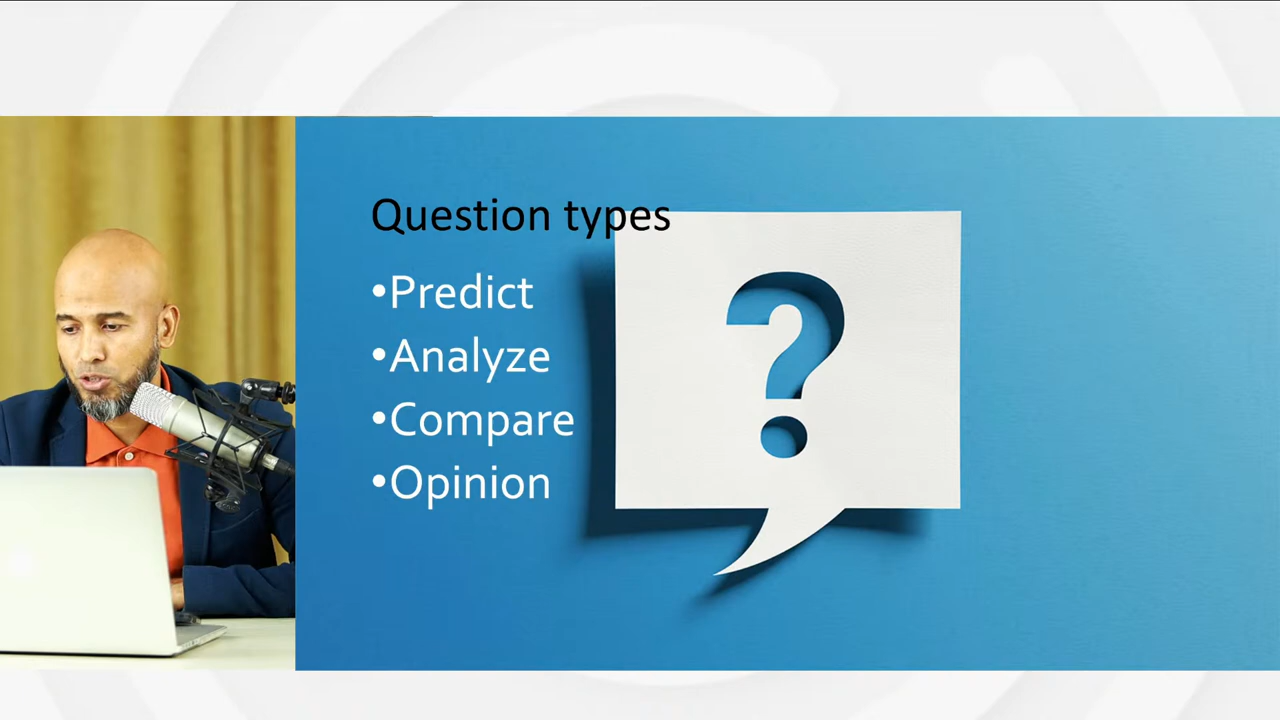 Question types
•Predict
•Analyze
•Compare
•Opinion